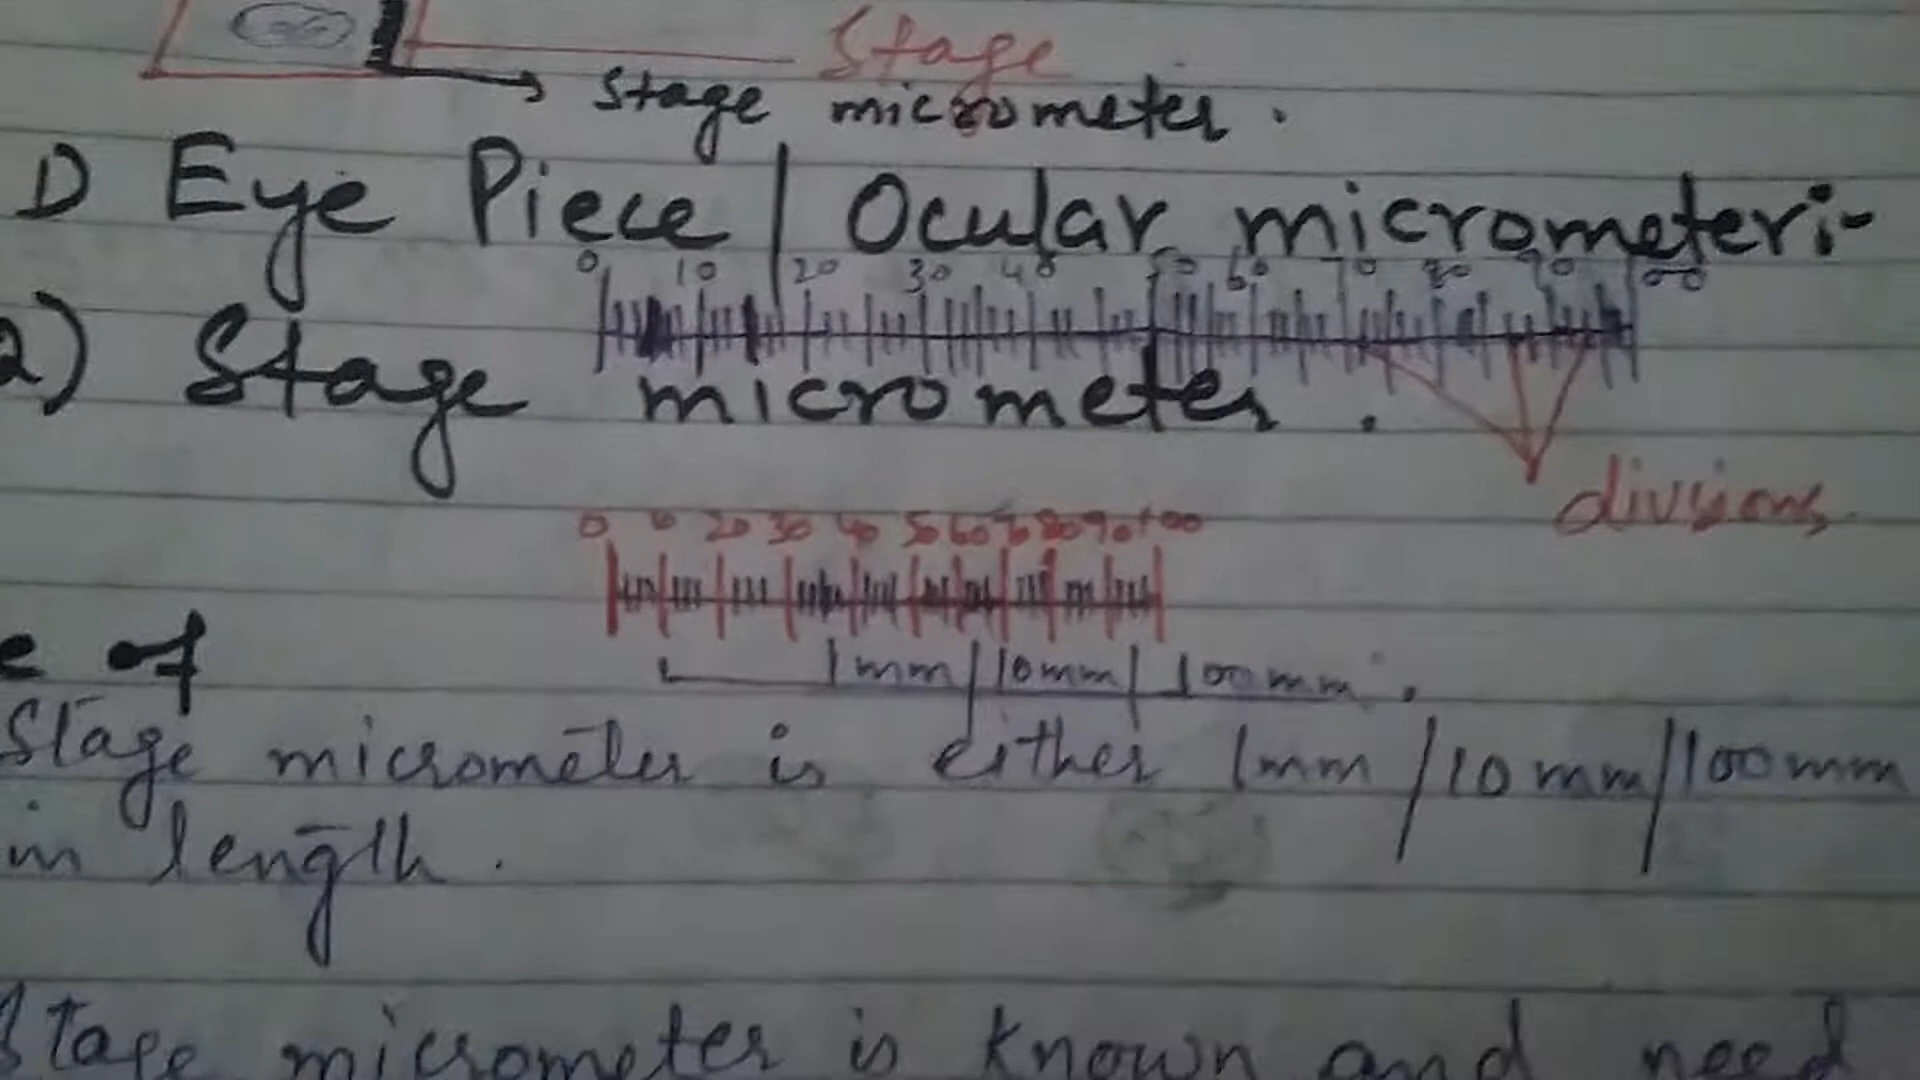 Stage
Stage micrometer.
1) Eye Piece | Ocular micrometer:-
0 10 20 30 40 50 60 70 80 90 100
2) Stage micrometer.
divisions
0 10 20 30 40 50 60 70 80 90 100
1mm/10mm/100mm.
e of
Stage micrometer is either 1mm/10mm/100mm
in length.
Stage micrometer is known and need